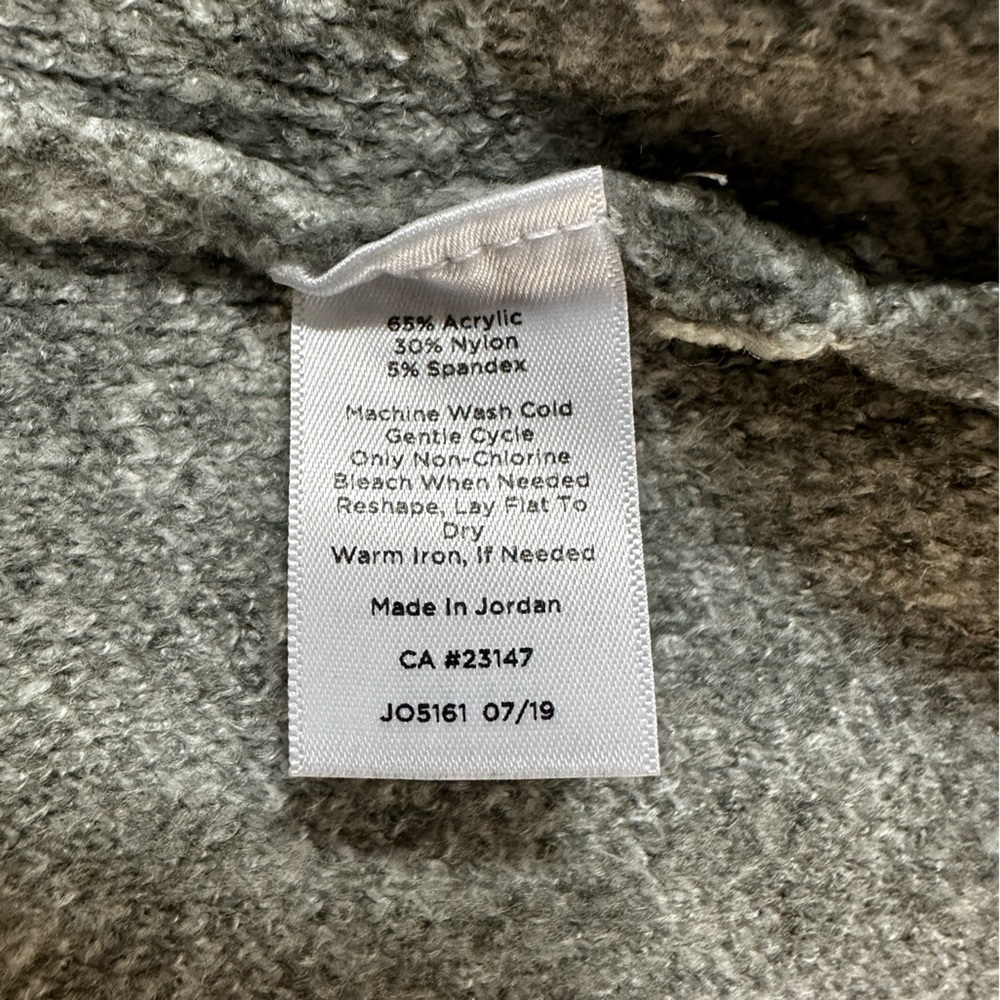 65% Acrylic
30% Nylon
5% Spandex
Machine Wash Cold
Gentle Cycle
Only Non-Chlorine
Bleach When Needed
Reshape, Lay Flat To
Dry
Warm Iron, If Needed
Made In Jordan
CA #23147
JO5161 07/19